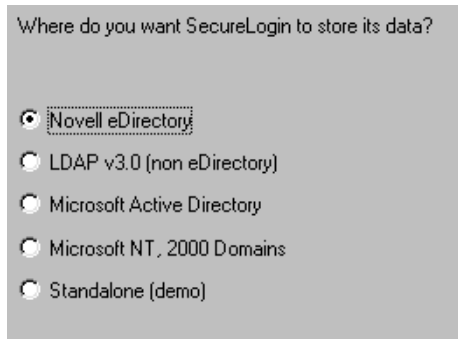 Where do you want SecureLogin to store its data?
Novell eDirectory
LDAP v3.0 (non eDirectory)
Microsoft Active Directory
Microsoft NT, 2000 Domains
Standalone (demo)